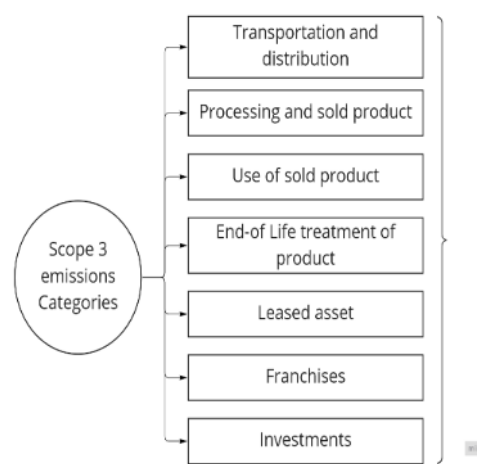 Transportation and
distribution
Processing and sold product
Use of sold product
End-of Life treatment of
product
Scope 3
emissions
Categories
Leased asset
Franchises
Investments